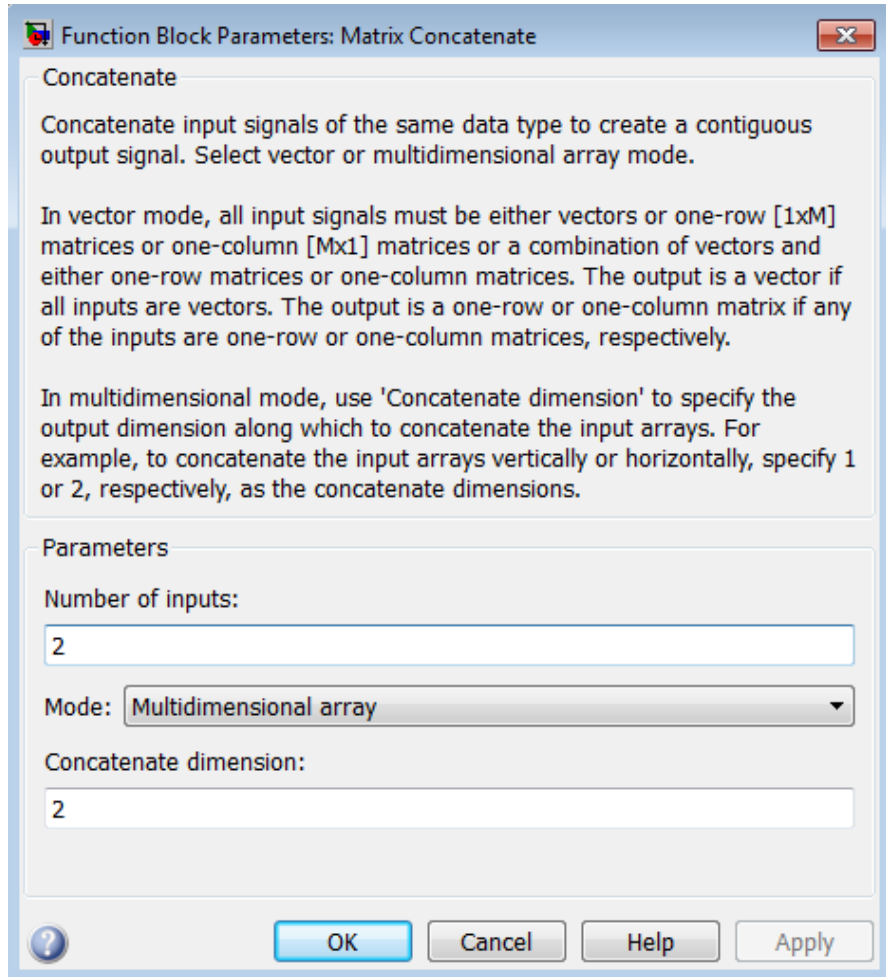 Function Block Parameters: Matrix Concatenate
Concatenate
Concatenate input signals of the same data type to create a contiguous
output signal. Select vector or multidimensional array mode.
In vector mode, all input signals must be either vectors or one-row [1xM]
matrices or one-column [Mx1] matrices or a combination of vectors and
either one-row matrices or one-column matrices. The output is a vector if
all inputs are vectors. The output is a one-row or one-column matrix if any
of the inputs are one-row or one-column matrices, respectively.
In multidimensional mode, use 'Concatenate dimension' to specify the
output dimension along which to concatenate the input arrays. For
example, to concatenate the input arrays vertically or horizontally, specify 1
or 2, respectively, as the concatenate dimensions.
Parameters
Number of inputs:
2
Mode: Multidimensional array
Concatenate dimension:
2
? OK Cancel Help Apply